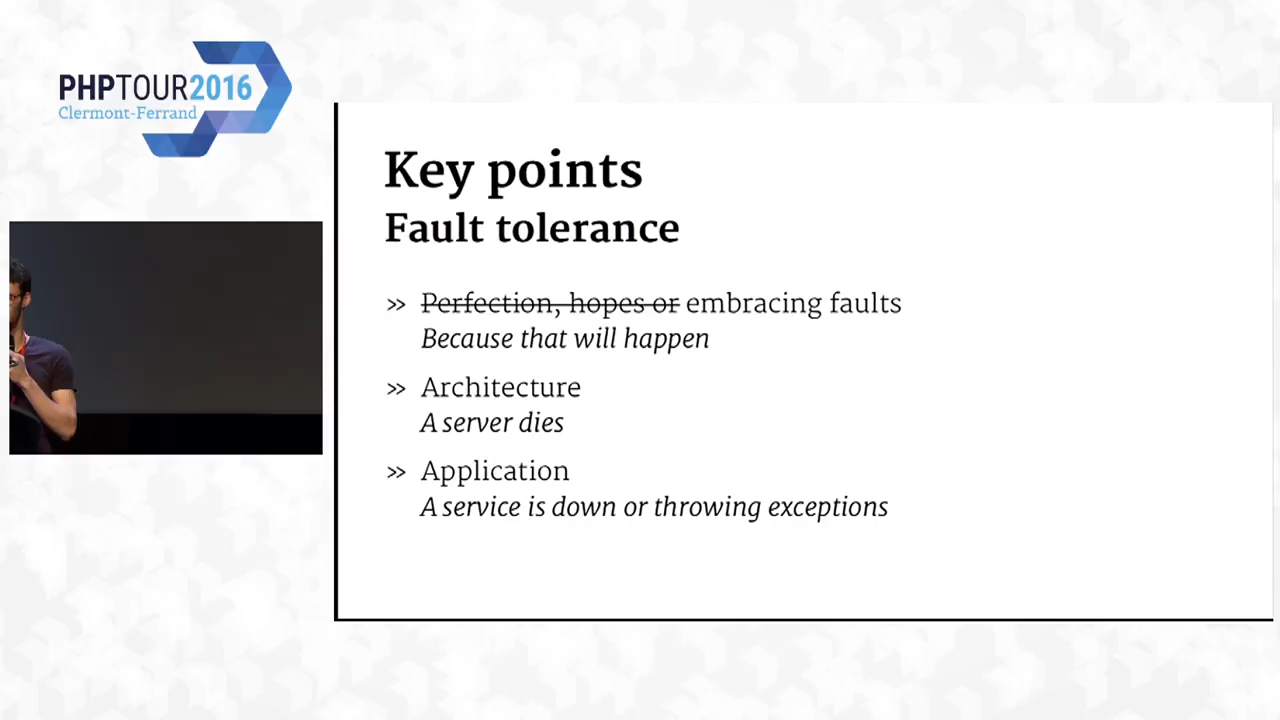 PHPTOUR2016
Clermont-Ferrand
Key points
Fault tolerance
» Perfection, hopes or embracing faults
Because that will happen
» Architecture
A server dies
» Application
A service is down or throwing exceptions